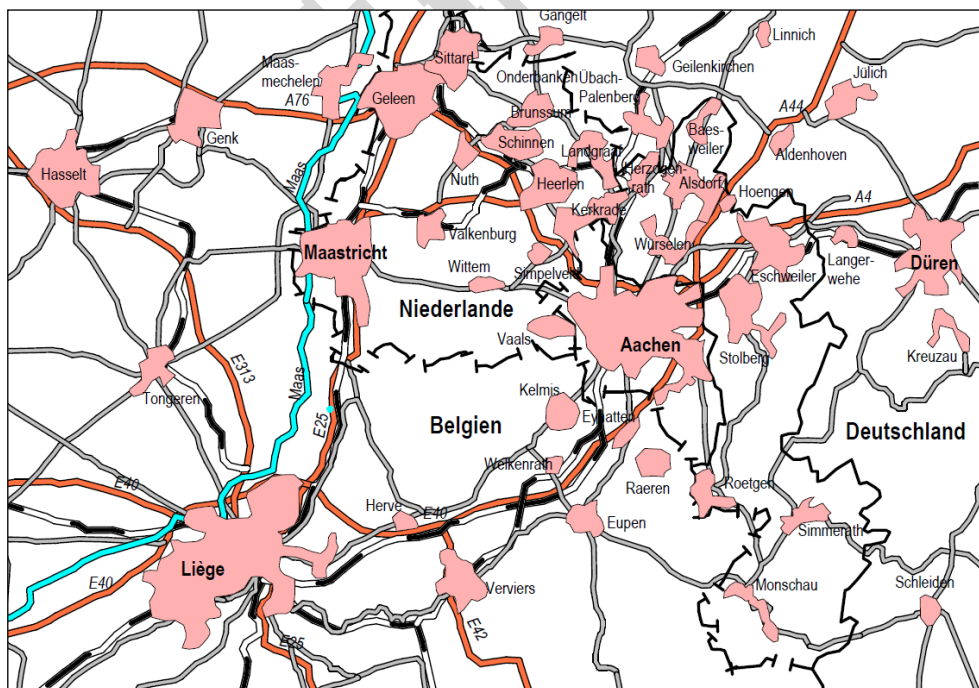 Gangelt
Linnich
Sittard
Maas-
mechelen
Onderbanken
Übach-
Palenberg
Geilenkirchen
Jülich
A76
Geleen
Brunssum
A44
Genk
Schinnen
Landgraaf
Baes-
weiler
Aldenhoven
Hasselt
Maas
Nuth
Heerlen
Herzogen-
rath
Alsdorf
Hoengen
A4
Kerkrade
Valkenburg
Würselen
Maastricht
Simpelveld
Wittem
Eschweiler
Langer-
wehe
Düren
Niederlande
Vaals
Aachen
Stolberg
Kreuzau
E313
Maas
Tongeren
E25
Kelmis
Belgien
Eynatten
Deutschland
Welkenrath
Raeren
Roetgen
E40
Herve
E40
Eupen
Simmerath
Liège
E40
Verviers
Monschau
Schleiden
E42
E25